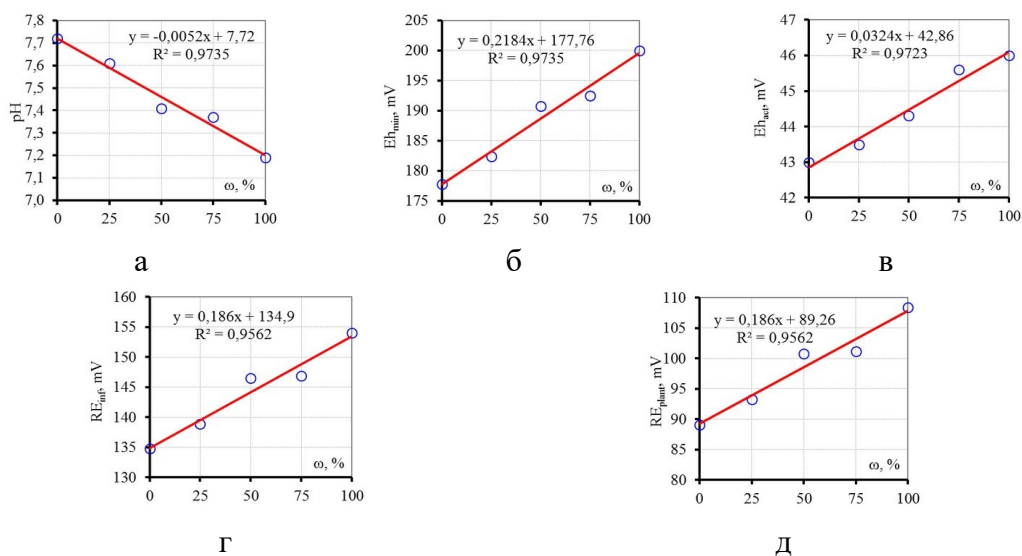 7,8
7,7
7,6
7,5
7,4
7,3
7,2
7,1
7,0
pH
y = -0,0052x + 7,72
R² = 0,9735
ω, %
0 25 50 75 100
а
205
200
195
190
185
180
175
Eh_min, mV
y = 0,2184x + 177,76
R² = 0,9735
ω, %
0 25 50 75 100
б
47
46
45
44
43
42
Eh_act, mV
y = 0,0324x + 42,86
R² = 0,9723
ω, %
0 25 50 75 100
в
160
155
150
145
140
135
130
RE_inf, mV
y = 0,186x + 134,9
R² = 0,9562
ω, %
0 25 50 75 100
г
110
105
100
95
90
85
80
RE_plant, mV
y = 0,186x + 89,26
R² = 0,9562
ω, %
0 25 50 75 100
д